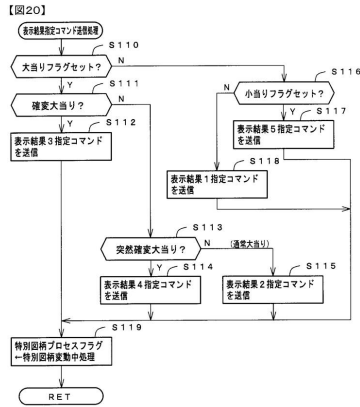 【図20】
表示結果指定コマンド送信処理
S110
大当りフラグセット?
N
Y
S111
S116
確変大当り?
N
N
小当りフラグセット?
Y
S112
Y
S117
表示結果3指定コマンド
を送信
表示結果5指定コマンド
を送信
S118
表示結果1指定コマンド
を送信
S113
突然確変大当り?
N
(通常大当り)
Y
S114
S115
表示結果4指定コマンド
を送信
表示結果2指定コマンド
を送信
S119
特別図柄プロセスフラグ
←特別図柄変動中処理
RET